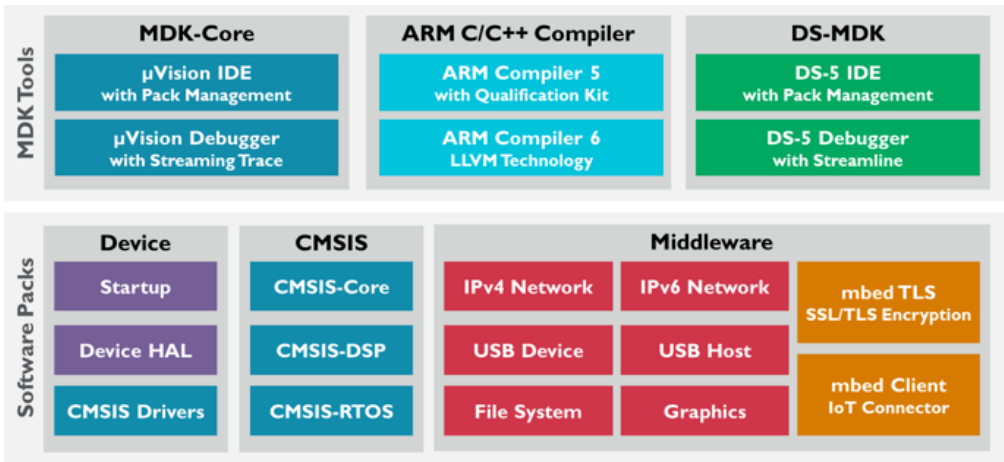 MDK Tools
MDK-Core
µVision IDE
with Pack Management
µVision Debugger
with Streaming Trace
ARM C/C++ Compiler
ARM Compiler 5
with Qualification Kit
ARM Compiler 6
LLVM Technology
DS-MDK
DS-5 IDE
with Pack Management
DS-5 Debugger
with Streamline
Software Packs
Device
Startup
Device HAL
CMSIS Drivers
CMSIS
CMSIS-Core
CMSIS-DSP
CMSIS-RTOS
Middleware
IPv4 Network
IPv6 Network
USB Device
USB Host
File System
Graphics
mbed TLS
SSL/TLS Encryption
mbed Client
IoT Connector